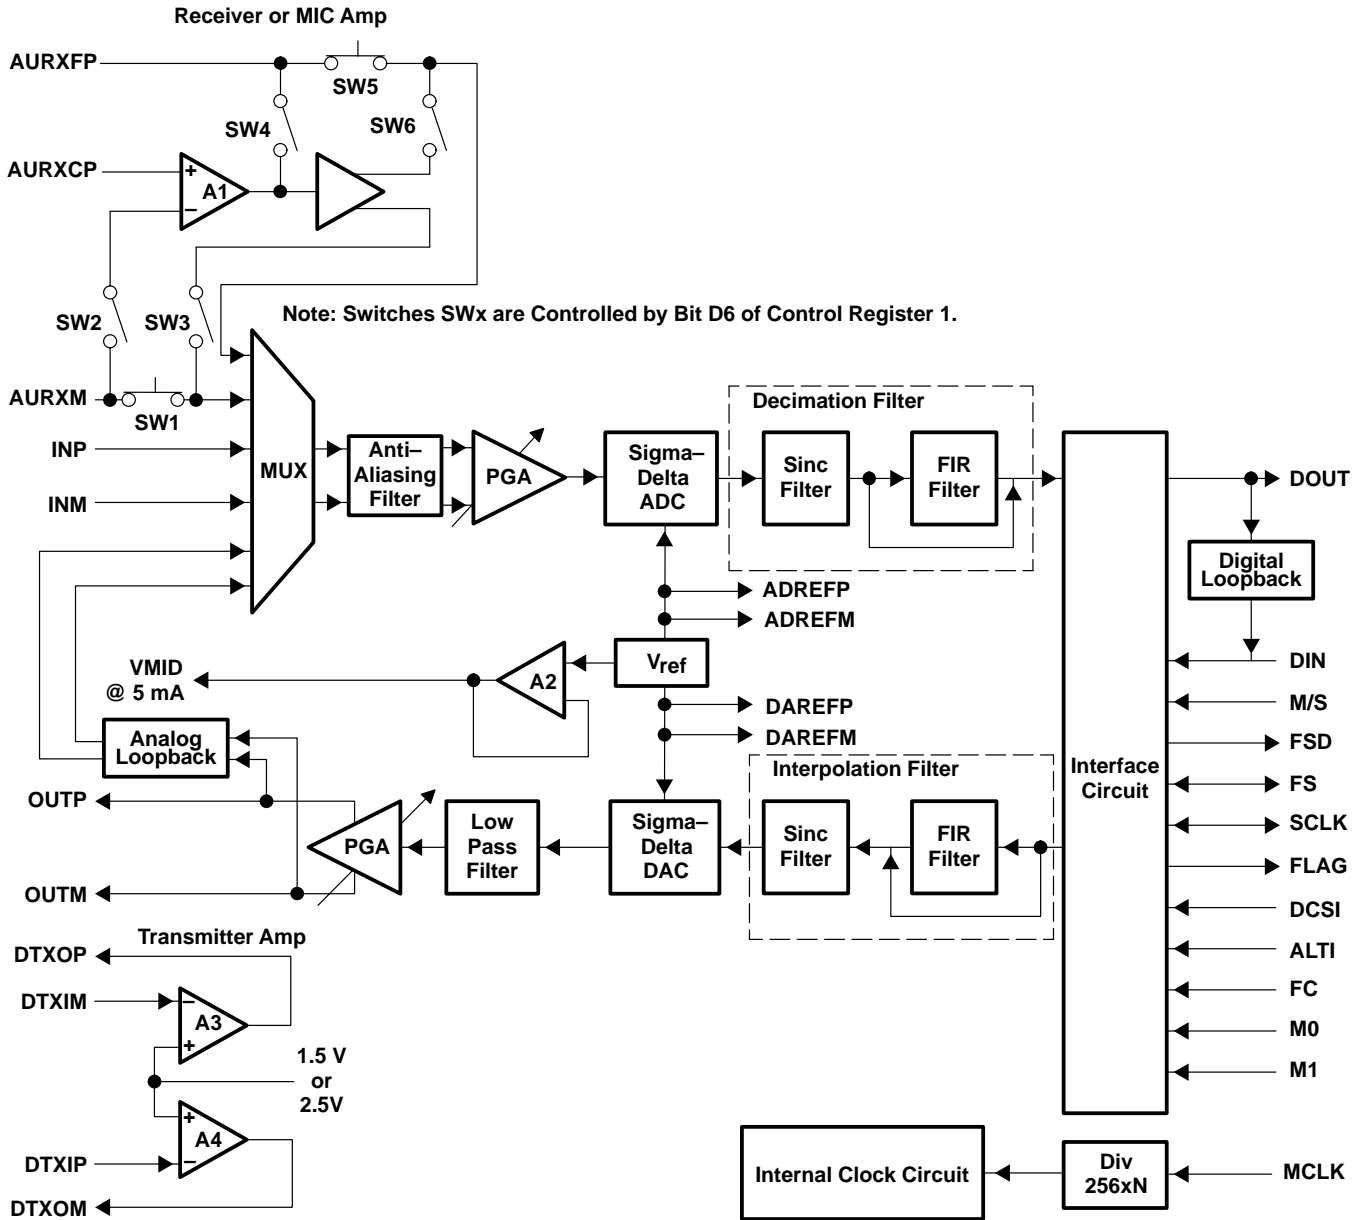 Receiver or MIC Amp
AURXFP
SW5
SW4
SW6
AURXCP
+
A1
−
SW2
SW3
Note: Switches SWx are Controlled by Bit D6 of Control Register 1.
AURXM
SW1
INP
INM
MUX
Anti–
Aliasing
Filter
PGA
Sigma–
Delta
ADC
Decimation Filter
Sinc
Filter
FIR
Filter
DOUT
Digital
Loopback
ADREFP
ADREFM
Vref
A2
VMID
@ 5 mA
DAREFP
DAREFM
DIN
M/S
FSD
FS
SCLK
FLAG
DCSI
ALTI
FC
M0
M1
Interface
Circuit
Analog
Loopback
OUTP
OUTM
PGA
Low
Pass
Filter
Sigma–
Delta
DAC
Interpolation Filter
Sinc
Filter
FIR
Filter
Transmitter Amp
DTXOP
DTXIM
−
A3
+
1.5 V
or
2.5V
+
A4
−
DTXIP
DTXOM
Internal Clock Circuit
Div
256xN
MCLK